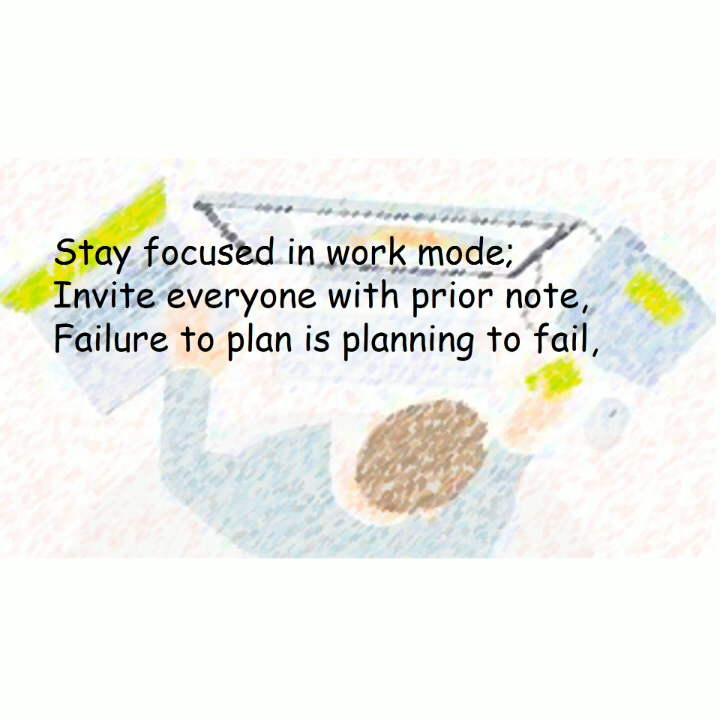 Stay focused in work mode;
Invite everyone with prior note,
Failure to plan is planning to fail,